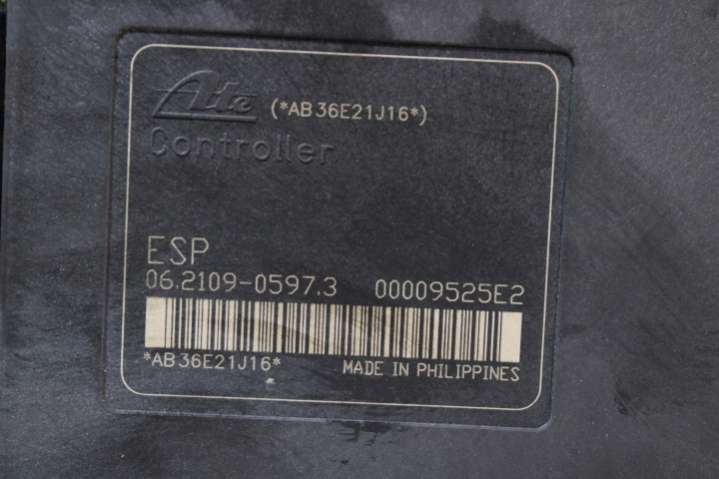 Ate (*AB36E21J16*)
Controller
ESP
06.2109-0597.3 00009525E2
*AB36E21J16* MADE IN PHILIPPINES